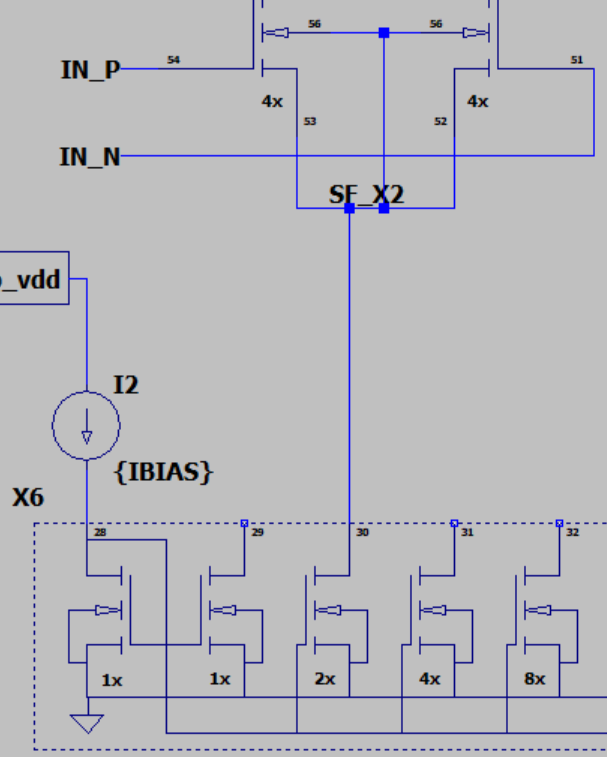 56 56
IN_P 54 51
4x 4x
53 52
IN_N
SF_X2
_vdd
I2
{IBIAS}
X6
28 29 30 31 32
1x 1x 2x 4x 8x